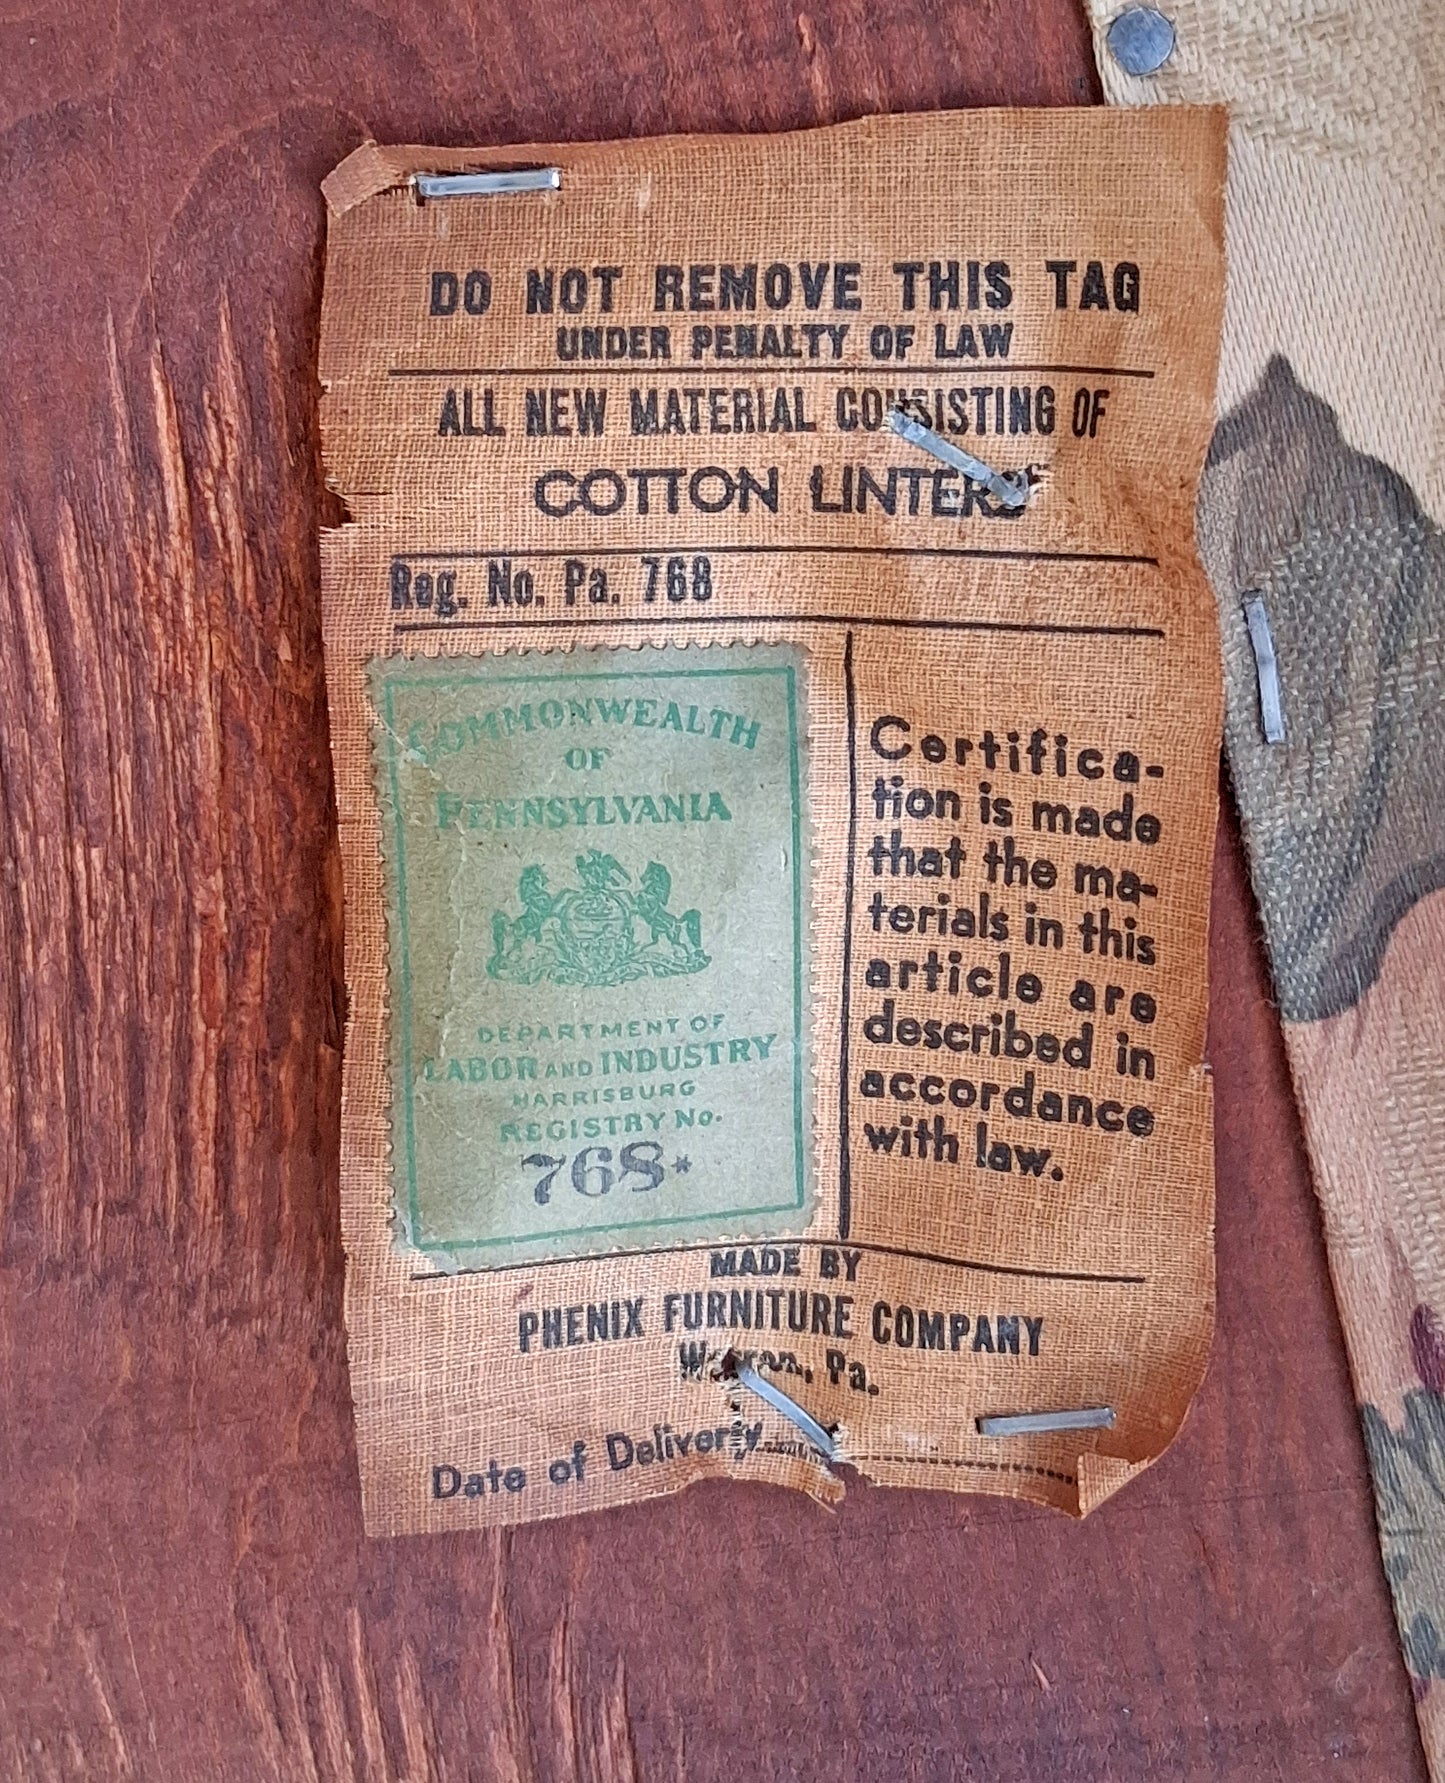 DO NOT REMOVE THIS TAG
UNDER PENALTY OF LAW
ALL NEW MATERIAL CONSISTING OF
COTTON LINTERS
Reg. No. Pa. 768
COMMONWEALTH
OF
PENNSYLVANIA
DEPARTMENT OF
LABOR AND INDUSTRY
HARRISBURG
REGISTRY No.
768*
Certifica-
tion is made
that the ma-
terials in this
article are
described in
accordance
with law.
MADE BY
PHENIX FURNITURE COMPANY
Warren, Pa.
Date of Delivery